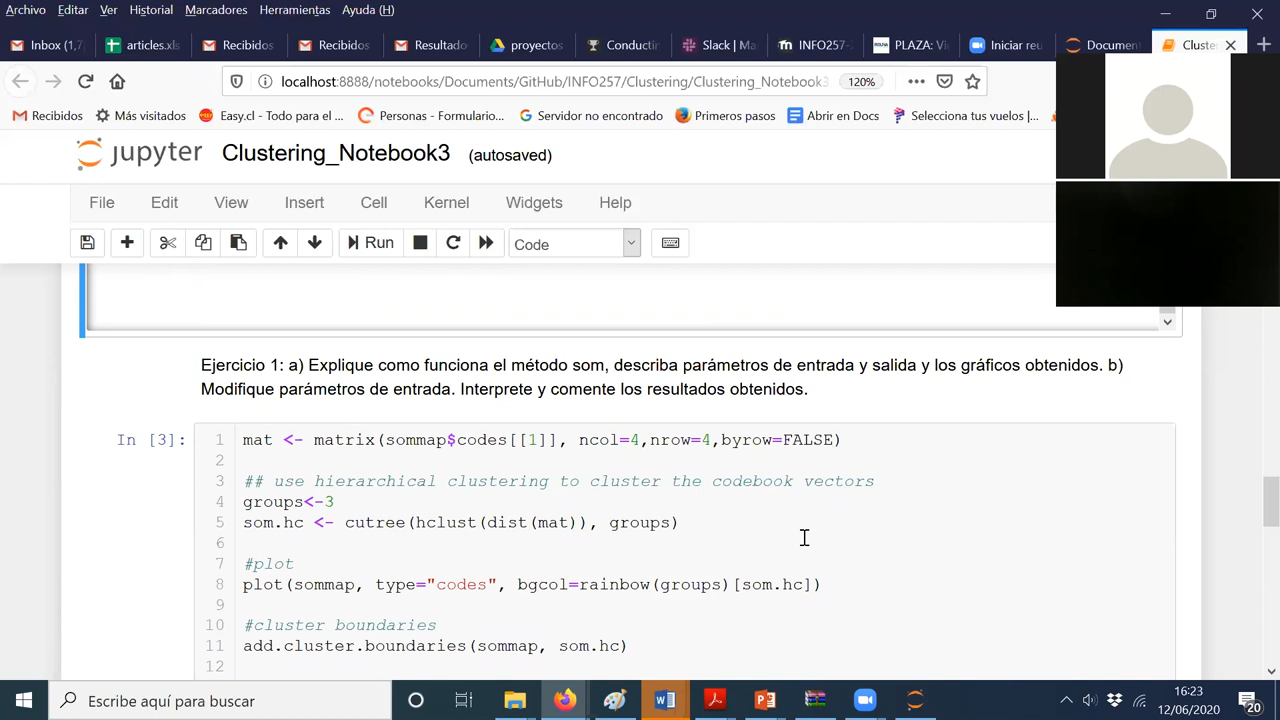 Archivo Editar Ver Historial Marcadores Herramientas Ayuda (H)
Inbox (1,7 articles.xls Recibidos Recibidos Resultado proyectos Conductir Slack | Ma INFO257- PLAZA: Vi Iniciar reu Docume Cluste
localhost:8888/notebooks/Documents/GitHub/INFO257/Clustering/Clustering_Notebook3 120%
Recibidos Más visitados Easy.cl - Todo para el ... Personas - Formulario... Servidor no encontrado Primeros pasos Abrir en Docs Selecciona tus vuelos |...
jupyter Clustering_Notebook3 (autosaved)
File Edit View Insert Cell Kernel Widgets Help
Run Code
Ejercicio 1: a) Explique como funciona el método som, describa parámetros de entrada y salida y los gráficos obtenidos. b)
Modifique parámetros de entrada. Interprete y comente los resultados obtenidos.
In [3]: 1 mat <- matrix(sommap$codes[[1]], ncol=4,nrow=4,byrow=FALSE)
2
3 ## use hierarchical clustering to cluster the codebook vectors
4 groups<-3
5 som.hc <- cutree(hclust(dist(mat)), groups)
6
7 #plot
8 plot(sommap, type="codes", bgcol=rainbow(groups)[som.hc])
9
10 #cluster boundaries
11 add.cluster.boundaries(sommap, som.hc)
12
Escribe aquí para buscar
16:23
12/06/2020
20